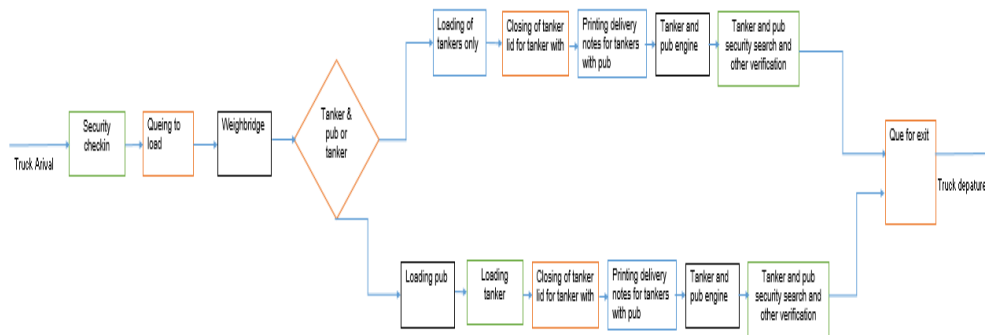 Truck Arival
Security
checkin
Queing to
load
Weighbridge
Tanker &
pub or
tanker
Loading of
tankers only
Closing of tanker
lid for tanker with
Printing delivery
notes for tankers
with pub
Tanker and
pub engine
Tanker and pub
security search and
other verification
Loading pub
Loading
tanker
Closing of tanker
lid for tanker with
Printing delivery
notes for tankers
with pub
Tanker and
pub engine
Tanker and pub
security search and
other verification
Que for exit
Truck depature